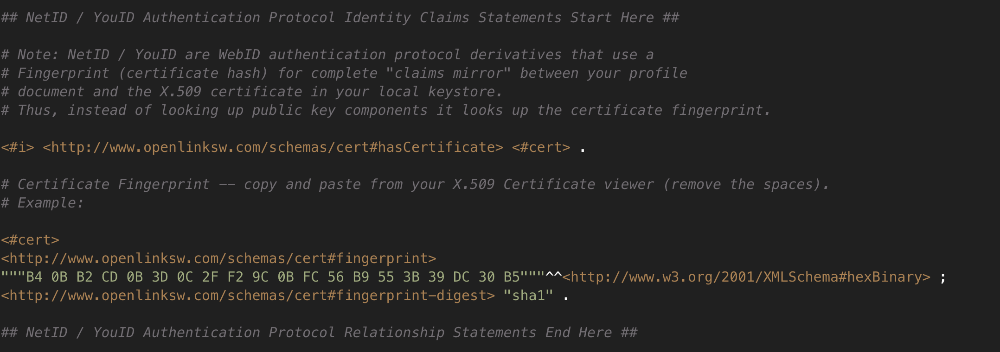 ## NetID / YouID Authentication Protocol Identity Claims Statements Start Here ##
# Note: NetID / YouID are WebID authentication protocol derivatives that use a
# Fingerprint (certificate hash) for complete "claims mirror" between your profile
# document and the X.509 certificate in your local keystore.
# Thus, instead of looking up public key components it looks up the certificate fingerprint.
<#i> <http://www.openlinksw.com/schemas/cert#hasCertificate> <#cert> .
# Certificate Fingerprint -- copy and paste from your X.509 Certificate viewer (remove the spaces).
# Example:
<#cert>
<http://www.openlinksw.com/schemas/cert#fingerprint>
"""B4 0B B2 CD 0B 3D 0C 2F F2 9C 0B FC 56 B9 55 3B 39 DC 30 B5"""^^<http://www.w3.org/2001/XMLSchema#hexBinary> ;
<http://www.openlinksw.com/schemas/cert#fingerprint-digest> "sha1" .
## NetID / YouID Authentication Protocol Relationship Statements End Here ##